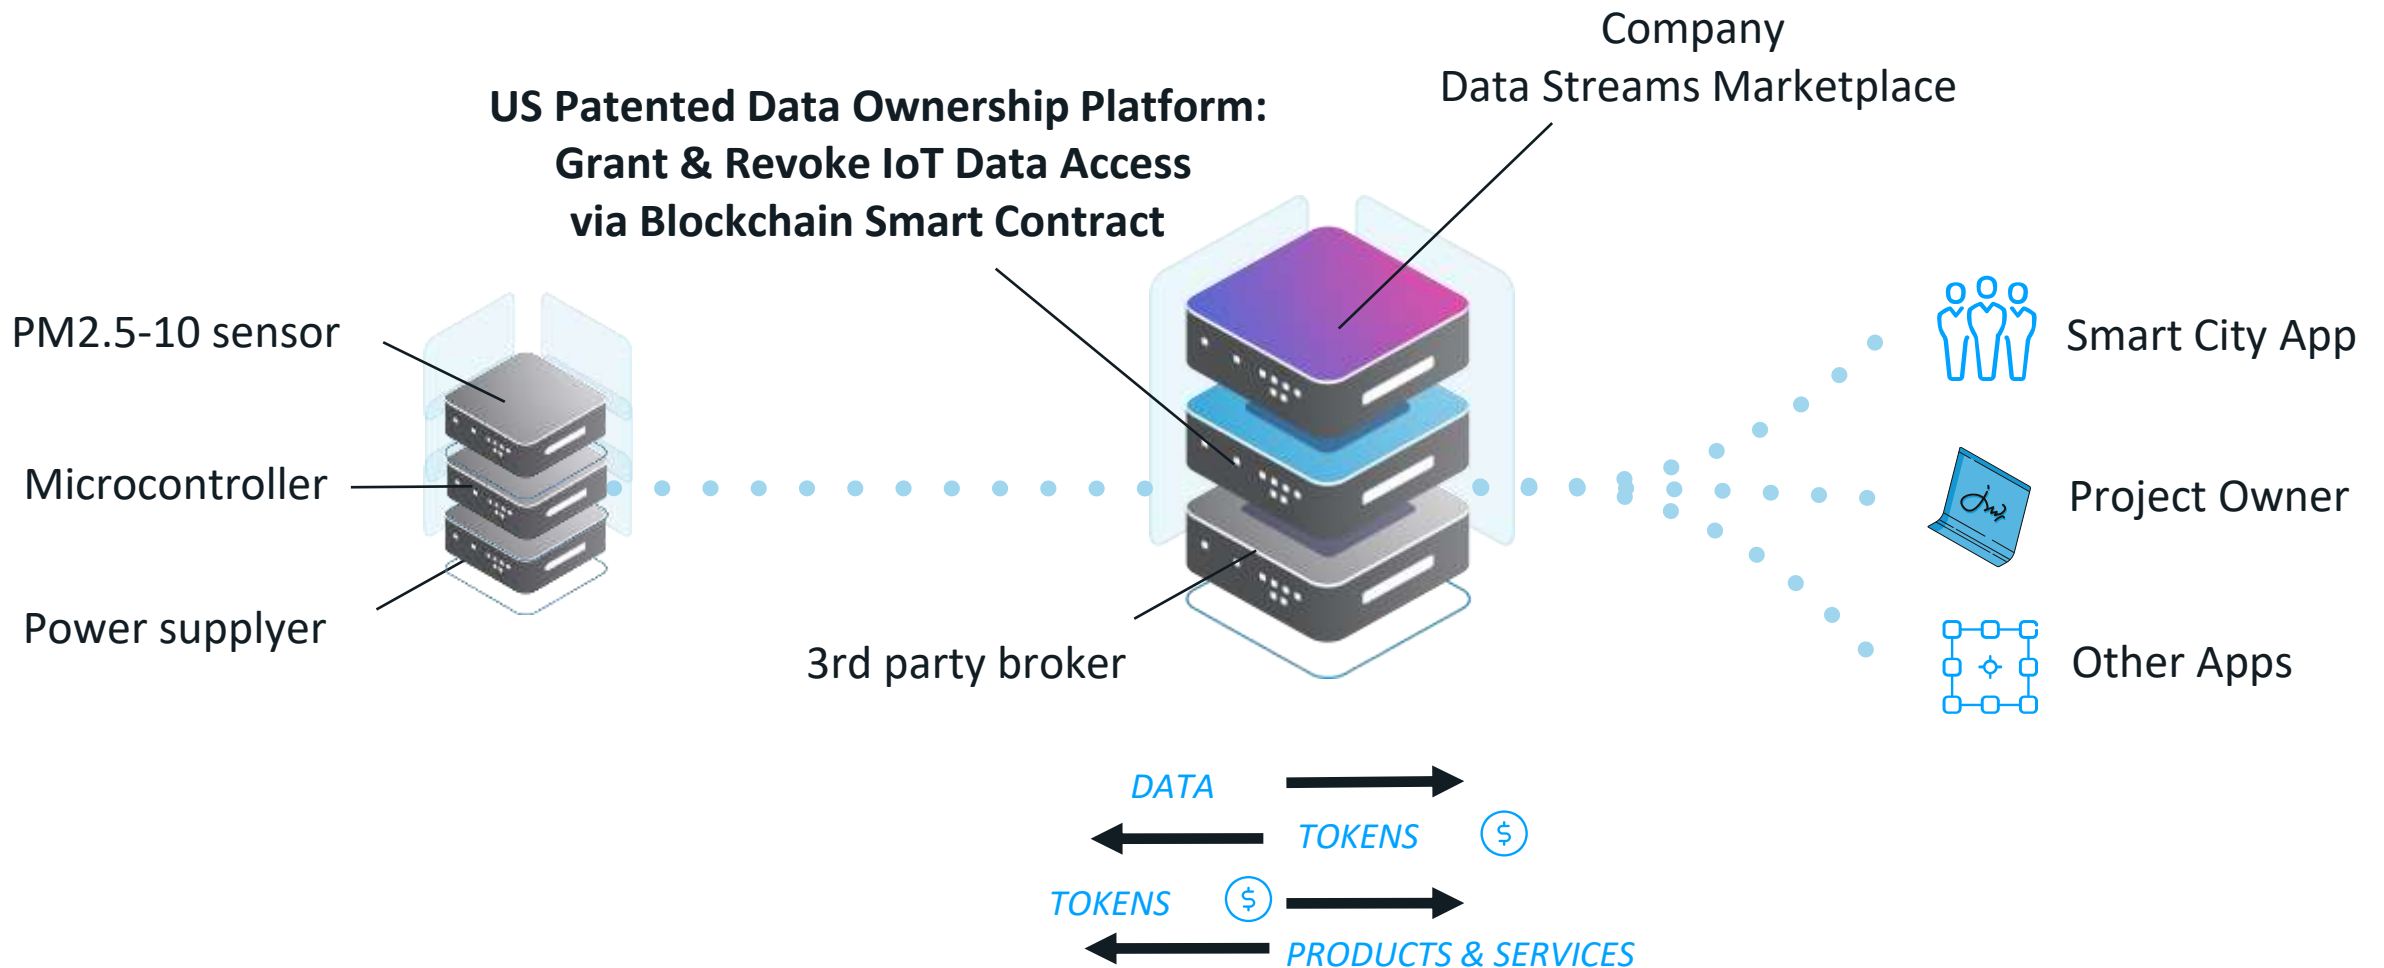 Company
Data Streams Marketplace
US Patented Data Ownership Platform:
Grant & Revoke IoT Data Access
via Blockchain Smart Contract
PM2.5-10 sensor
Microcontroller
Power supplyer
3rd party broker
Smart City App
Project Owner
Other Apps
DATA
TOKENS $
TOKENS $
PRODUCTS & SERVICES